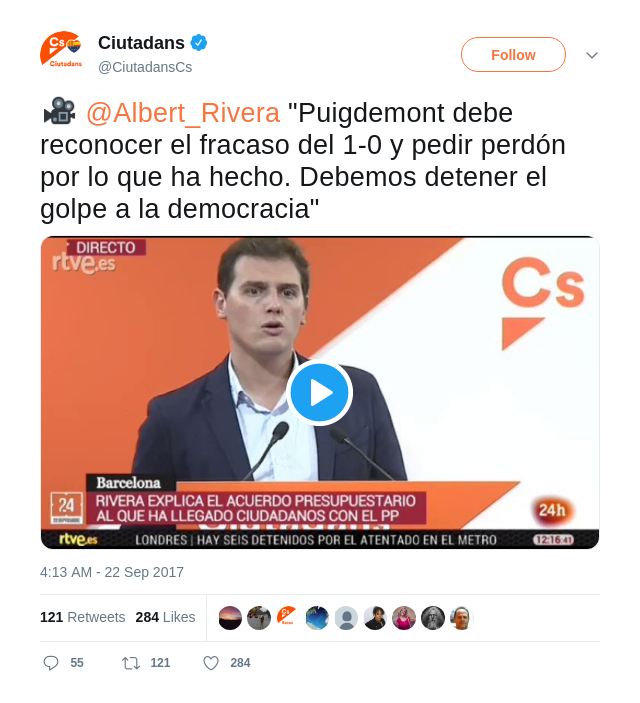 Cs
Ciutadans
Ciutadans
@CiutadansCs
Follow
@Albert_Rivera "Puigdemont debe
reconocer el fracaso del 1-0 y pedir perdón
por lo que ha hecho. Debemos detener el
golpe a la democracia"
DIRECTO
rtve.es
Cs
Barcelona
24
RIVERA EXPLICA EL ACUERDO PRESUPUESTARIO
AL QUE HA LLEGADO CIUDADANOS CON EL PP
24h
rtve.es
LONDRES | HAY SEIS DETENIDOS POR EL ATENTADO EN EL METRO
12:16:41
4:13 AM - 22 Sep 2017
121 Retweets 284 Likes
55 121 284